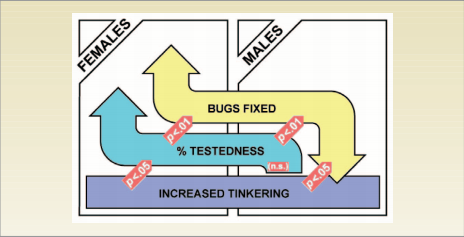 FEMALES
MALES
BUGS FIXED
p<.01
p<.01
% TESTEDNESS
p<.05
(n.s.)
p<.05
INCREASED TINKERING